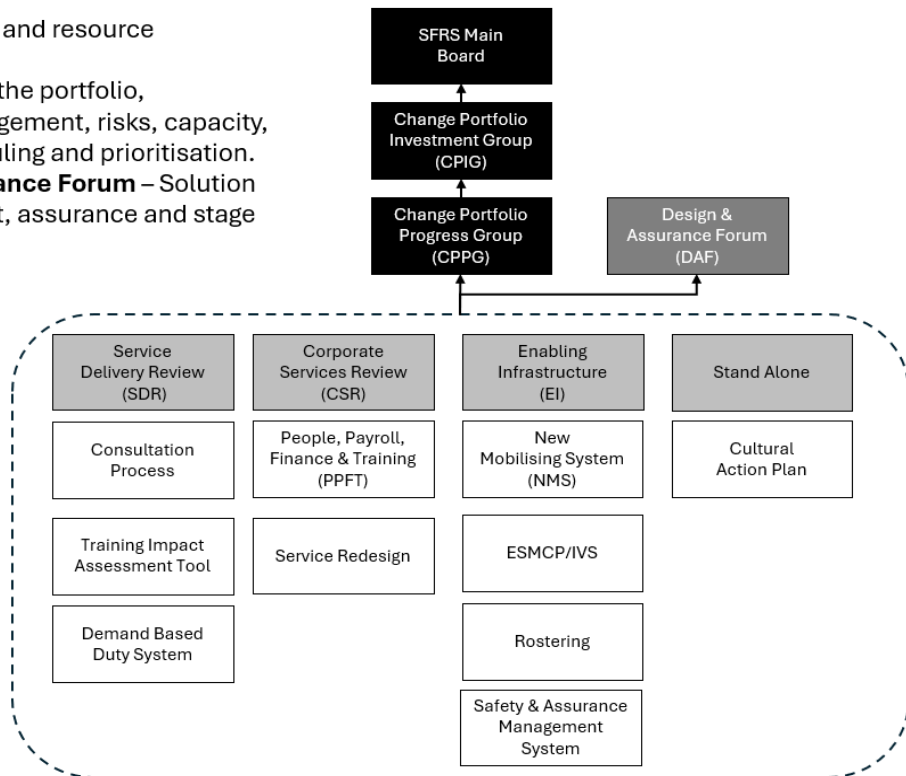 and resource
the portfolio,
gement, risks, capacity,
uling and prioritisation.
ance Forum – Solution
t, assurance and stage
SFRS Main
Board
Change Portfolio
Investment Group
(CPIG)
Change Portfolio
Progress Group
(CPPG)
Design &
Assurance Forum
(DAF)
Service
Delivery Review
(SDR)
Consultation
Process
Training Impact
Assessment Tool
Demand Based
Duty System
Corporate
Services Review
(CSR)
People, Payroll,
Finance & Training
(PPFT)
Service Redesign
Enabling
Infrastructure
(EI)
New
Mobilising System
(NMS)
ESMCP/IVS
Rostering
Safety & Assurance
Management
System
Stand Alone
Cultural
Action Plan